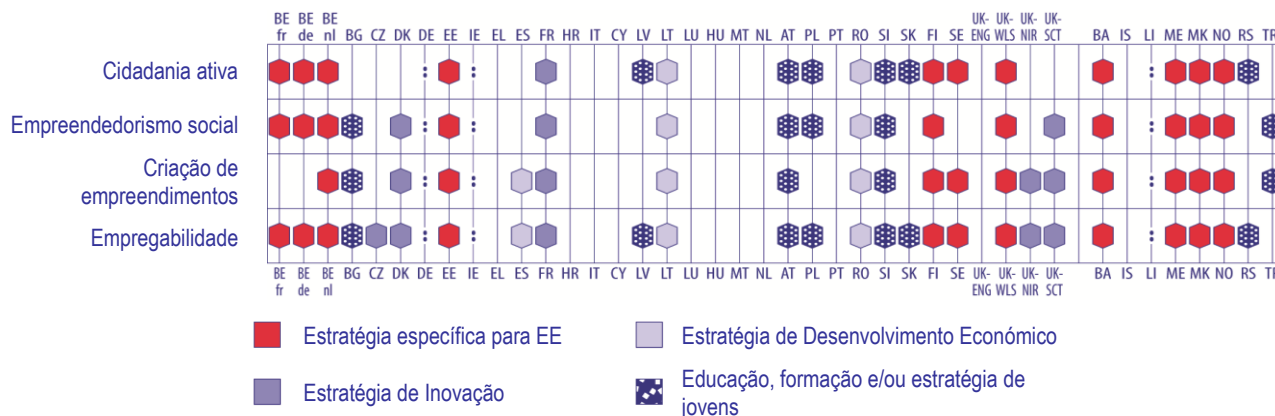 BE fr BE de BE nl BG CZ DK DE EE IE EL ES FR HR IT CY LV LT LU HU MT NL AT PL PT RO SI SK FI SE UK-ENG UK-WLS UK-NIR UK-SCT BA IS LI ME MK NO RS TR
Cidadania ativa
Empreendedorismo social
Criação de
empreendimentos
Empregabilidade
BE fr BE de BE nl BG CZ DK DE EE IE EL ES FR HR IT CY LV LT LU HU MT NL AT PL PT RO SI SK FI SE UK-ENG UK-WLS UK-NIR UK-SCT BA IS LI ME MK NO RS TR
Estratégia específica para EE
Estratégia de Desenvolvimento Económico
Estratégia de Inovação
Educação, formação e/ou estratégia de
jovens